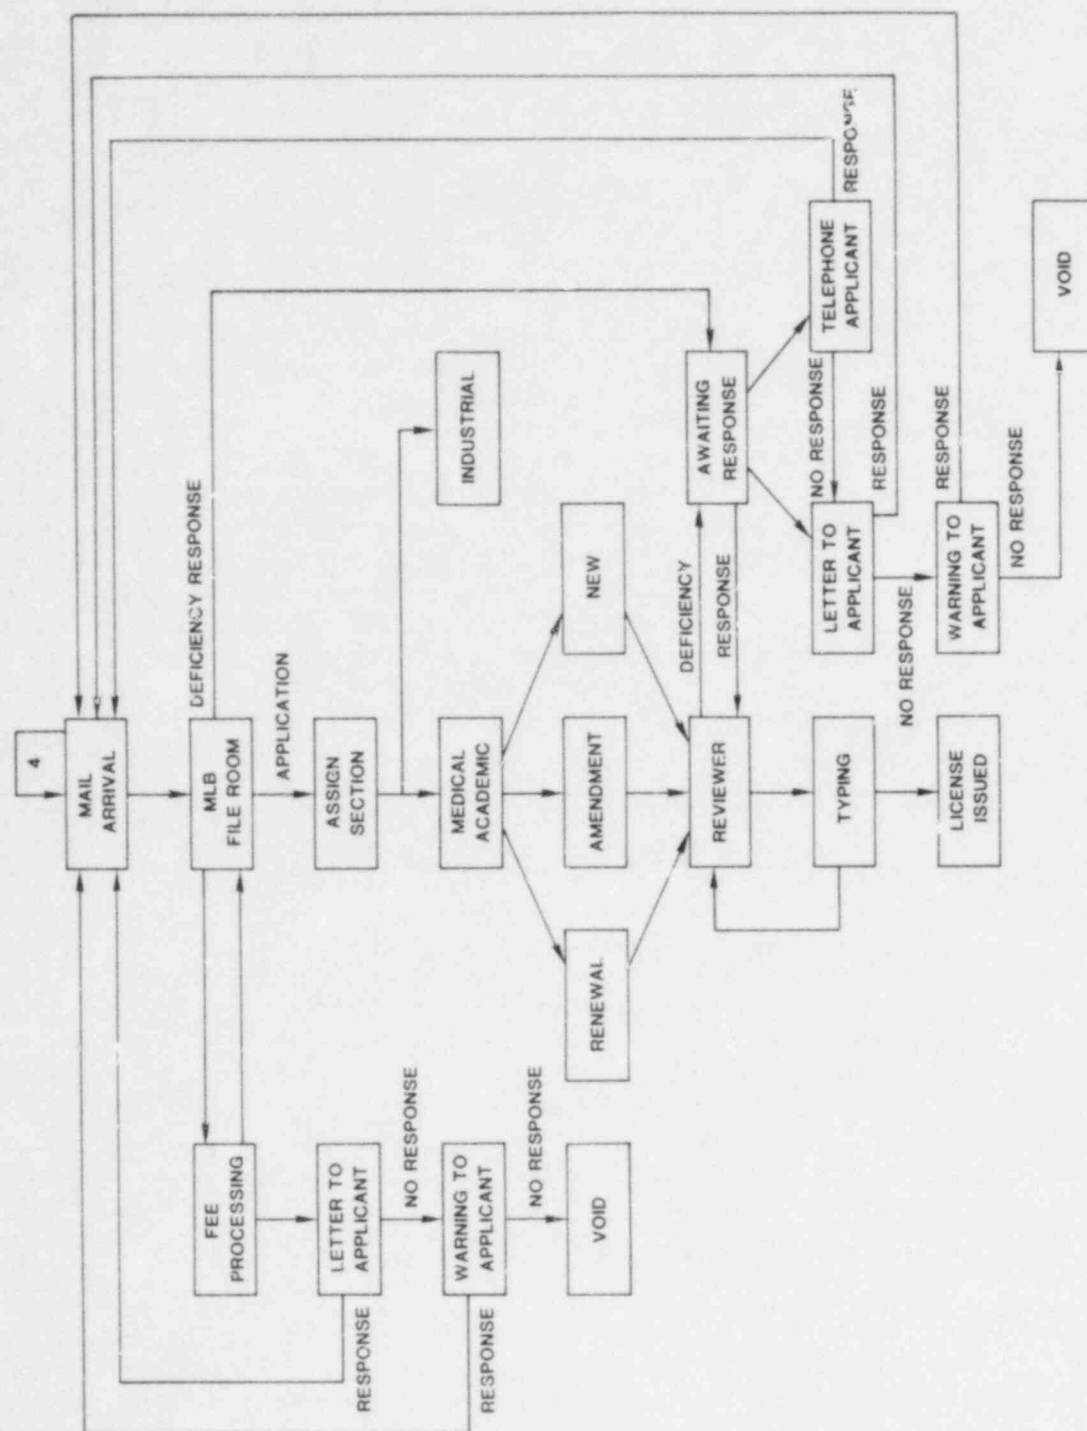 4
MAIL
ARRIVAL
DEFICIENCY RESPONSE
MLB
FILE ROOM
APPLICATION
ASSIGN
SECTION
INDUSTRIAL
MEDICAL
ACADEMIC
NEW
AMENDMENT
RENEWAL
REVIEWER
DEFICIENCY
RESPONSE
AWAITING
RESPONSE
TELEPHONE
APPLICANT
RESPONSE
NO RESPONSE
LETTER TO
APPLICANT
RESPONSE
NO RESPONSE
WARNING TO
APPLICANT
RESPONSE
NO RESPONSE
VOID
TYPING
LICENSE
ISSUED
FEE
PROCESSING
LETTER TO
APPLICANT
RESPONSE
NO RESPONSE
WARNING TO
APPLICANT
RESPONSE
NO RESPONSE
VOID